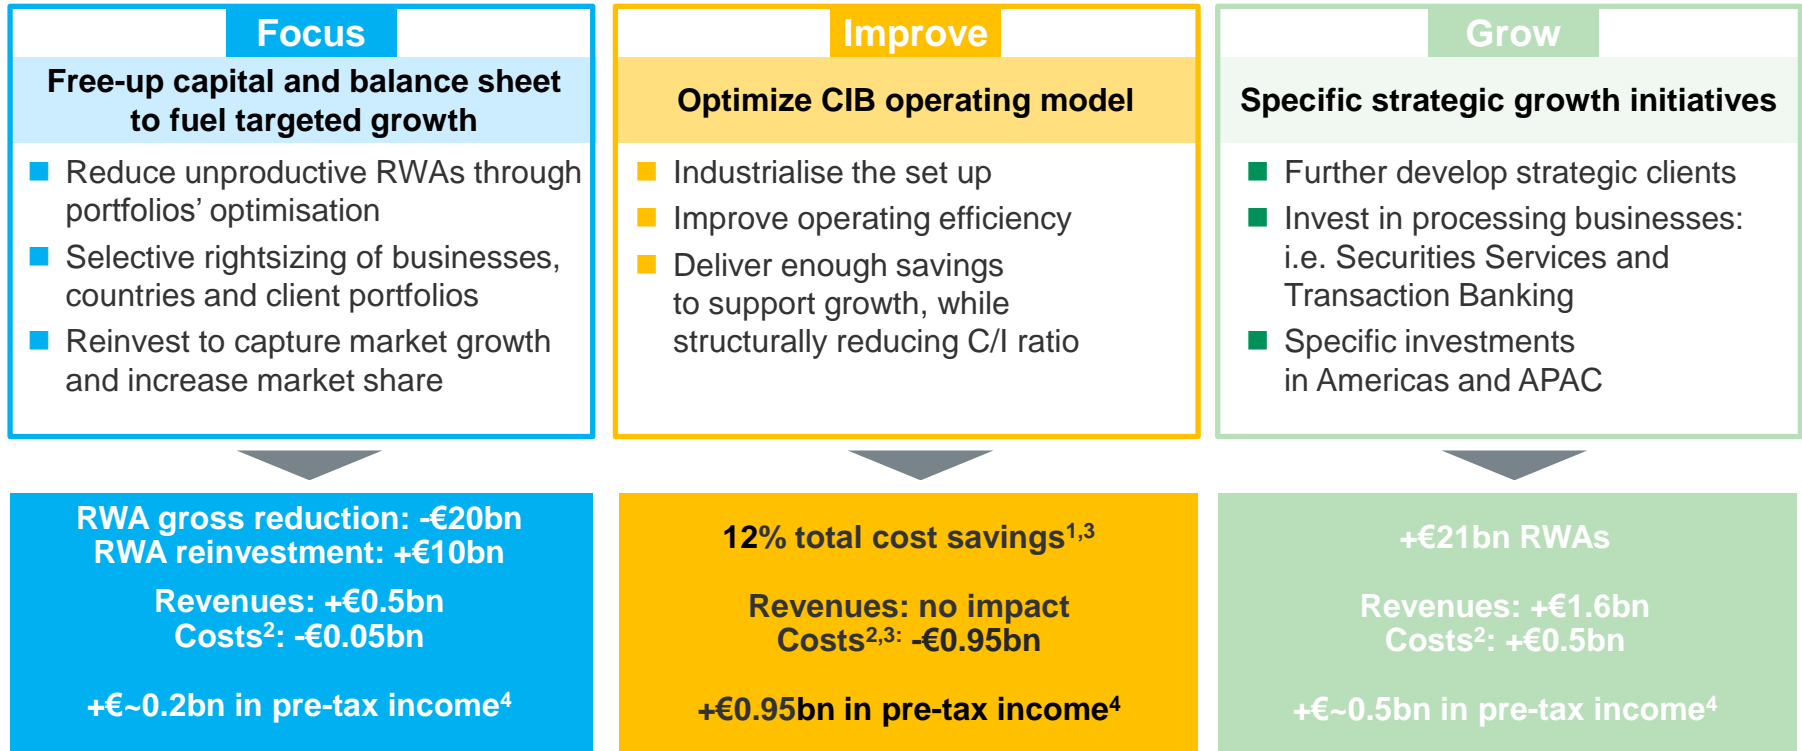 Focus
Free-up capital and balance sheet
to fuel targeted growth
Reduce unproductive RWAs through
portfolios’ optimisation
Selective rightsizing of businesses,
countries and client portfolios
Reinvest to capture market growth
and increase market share
RWA gross reduction: -€20bn
RWA reinvestment: +€10bn
Revenues: +€0.5bn
Costs²: -€0.05bn
+€~0.2bn in pre-tax income⁴
Improve
Optimize CIB operating model
Industrialise the set up
Improve operating efficiency
Deliver enough savings
to support growth, while
structurally reducing C/I ratio
12% total cost savings¹,³
Revenues: no impact
Costs²,³: -€0.95bn
+€0.95bn in pre-tax income⁴
Grow
Specific strategic growth initiatives
Further develop strategic clients
Invest in processing businesses:
i.e. Securities Services and
Transaction Banking
Specific investments
in Americas and APAC
+€21bn RWAs
Revenues: +€1.6bn
Costs²: +€0.5bn
+€~0.5bn in pre-tax income⁴